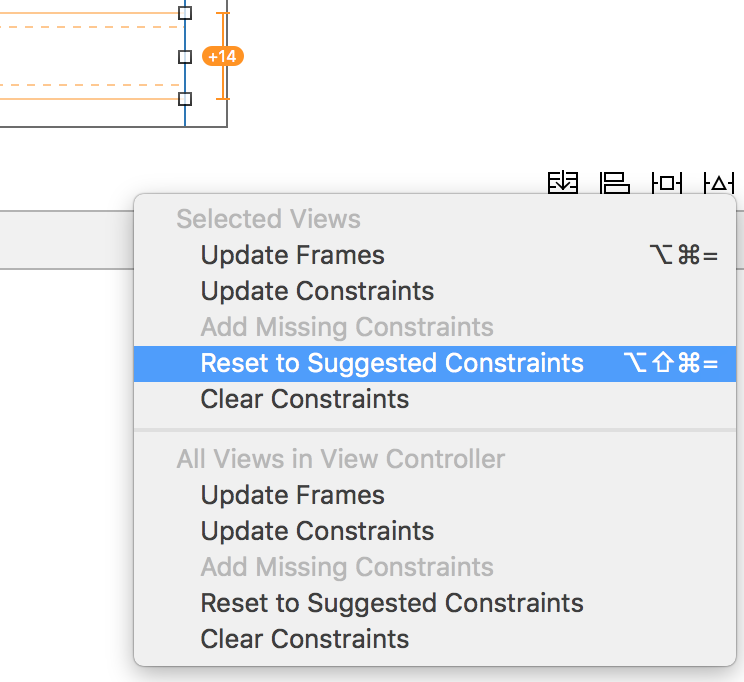 +14
Selected Views
Update Frames ⌥⌘=
Update Constraints
Add Missing Constraints
Reset to Suggested Constraints ⌥⇧⌘=
Clear Constraints
All Views in View Controller
Update Frames
Update Constraints
Add Missing Constraints
Reset to Suggested Constraints
Clear Constraints